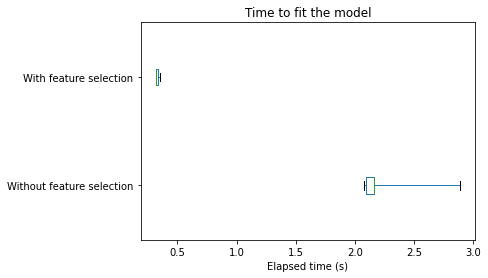 Time to fit the model
With feature selection
Without feature selection
0.5 1.0 1.5 2.0 2.5 3.0
Elapsed time (s)